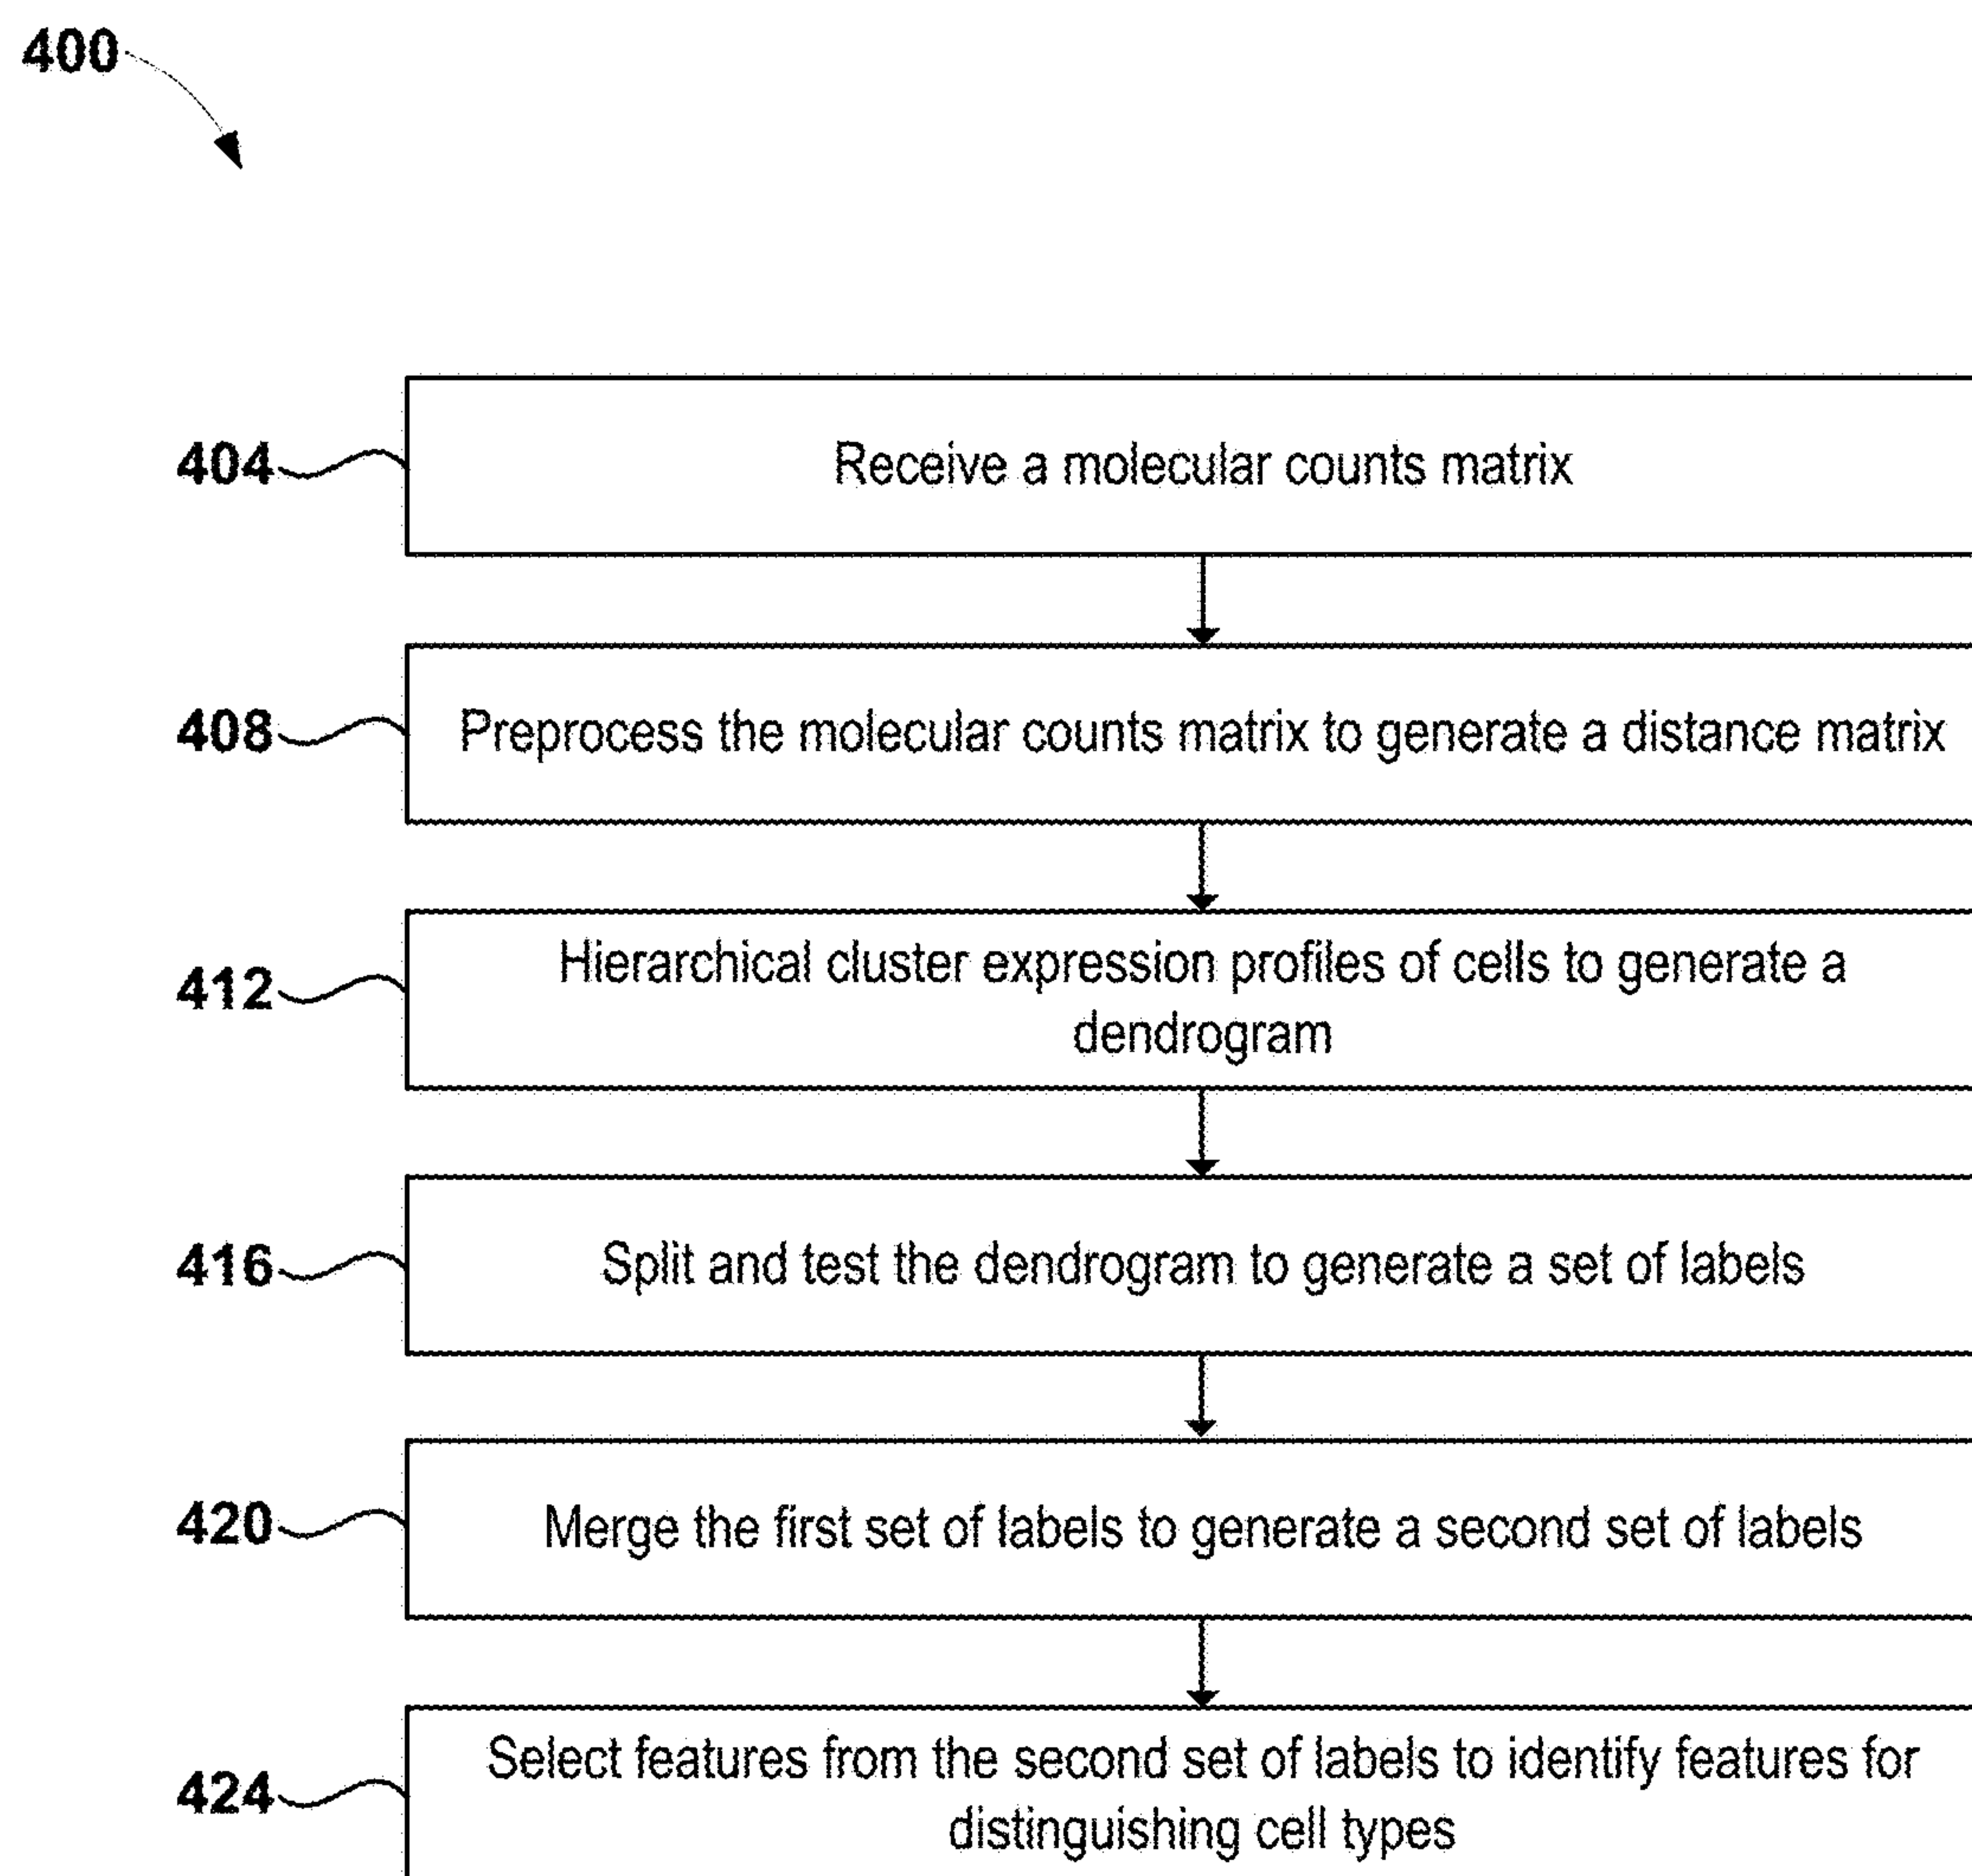 400
404 Receive a molecular counts matrix
408 Preprocess the molecular counts matrix to generate a distance matrix
412 Hierarchical cluster expression profiles of cells to generate a
dendrogram
416 Split and test the dendrogram to generate a set of labels
420 Merge the first set of labels to generate a second set of labels
424 Select features from the second set of labels to identify features for
distinguishing cell types